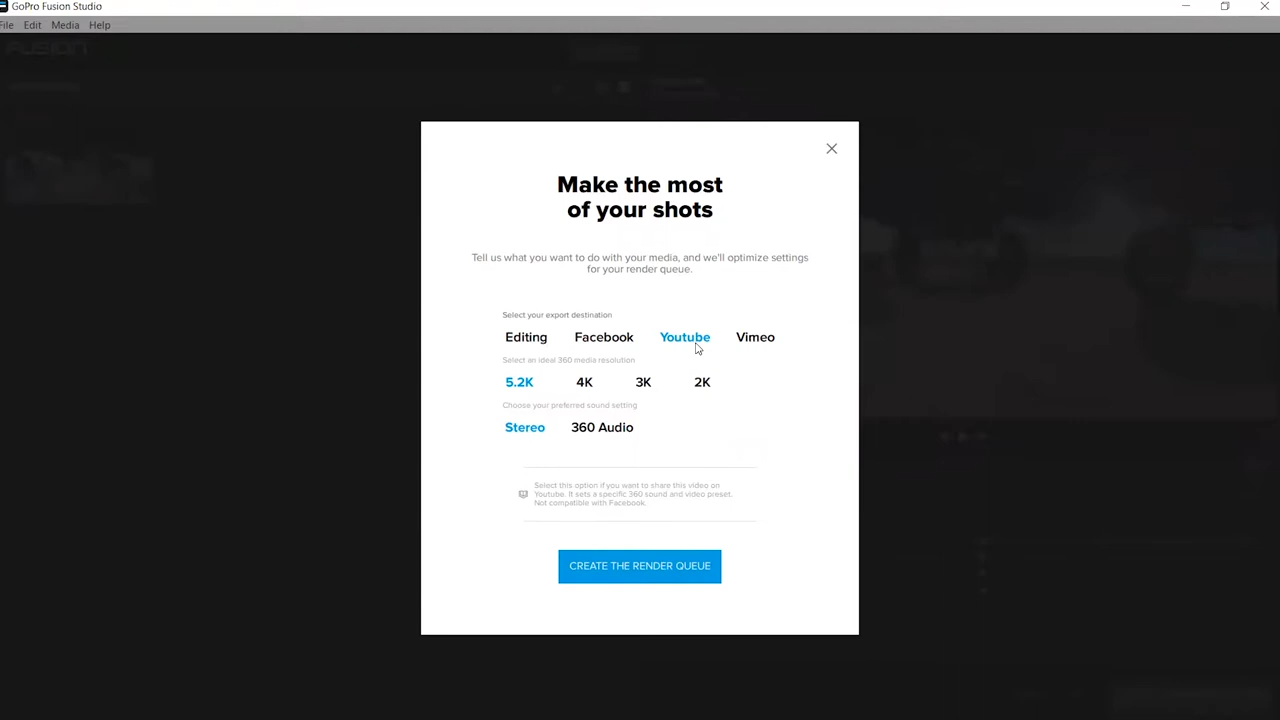 GoPro Fusion Studio
File Edit Media Help
FUSION
Make the most
of your shots
Tell us what you want to do with your media, and we'll optimize settings
for your render queue.
Select your export destination
Editing Facebook Youtube Vimeo
Select an ideal 360 media resolution
5.2K 4K 3K 2K
Choose your preferred sound setting
Stereo 360 Audio
Select this option if you want to share this video on
Youtube. It sets a specific 360 sound and video preset.
Not compatible with Facebook.
CREATE THE RENDER QUEUE